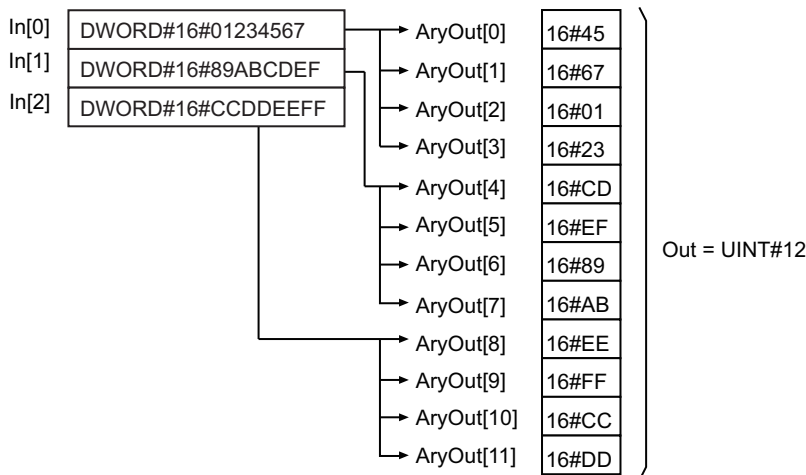 In[0] DWORD#16#01234567 AryOut[0] 16#45
In[1] DWORD#16#89ABCDEF AryOut[1] 16#67
In[2] DWORD#16#CCDDEEFF AryOut[2] 16#01
AryOut[3] 16#23
AryOut[4] 16#CD
AryOut[5] 16#EF
AryOut[6] 16#89
AryOut[7] 16#AB
AryOut[8] 16#EE
AryOut[9] 16#FF
AryOut[10] 16#CC
AryOut[11] 16#DD
Out = UINT#12